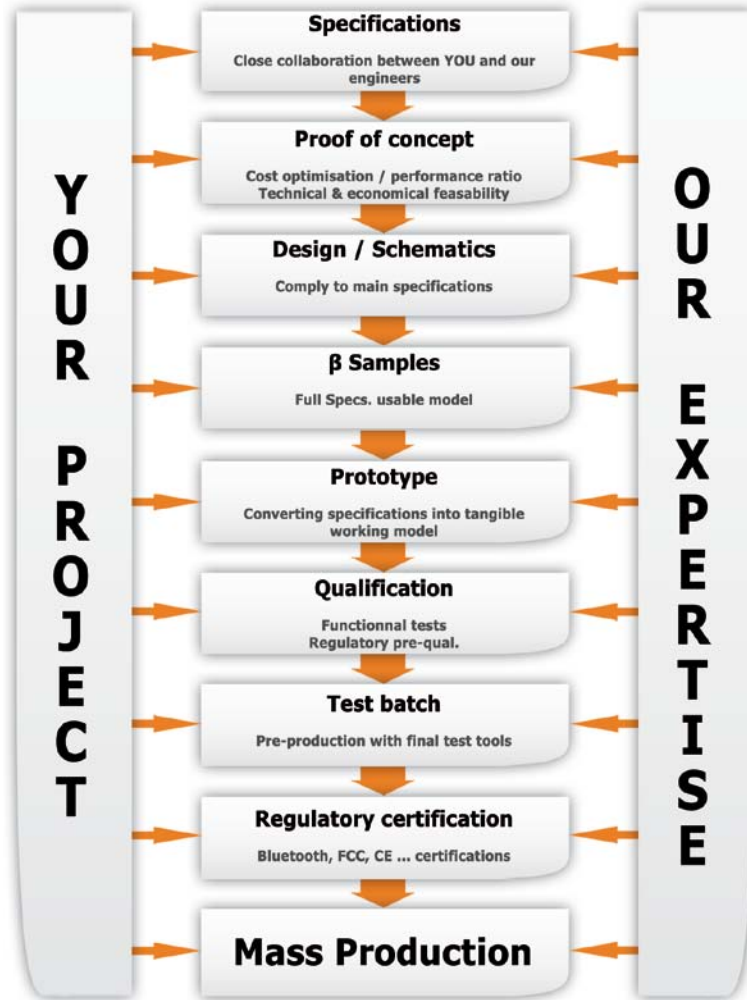 YOUR PROJECT
Specifications
Close collaboration between YOU and our
engineers
Proof of concept
Cost optimisation / performance ratio
Technical & economical feasability
Design / Schematics
Comply to main specifications
β Samples
Full Specs. usable model
Prototype
Converting specifications into tangible
working model
Qualification
Functionnal tests
Regulatory pre-qual.
Test batch
Pre-production with final test tools
Regulatory certification
Bluetooth, FCC, CE ... certifications
Mass Production
OUR EXPERTISE